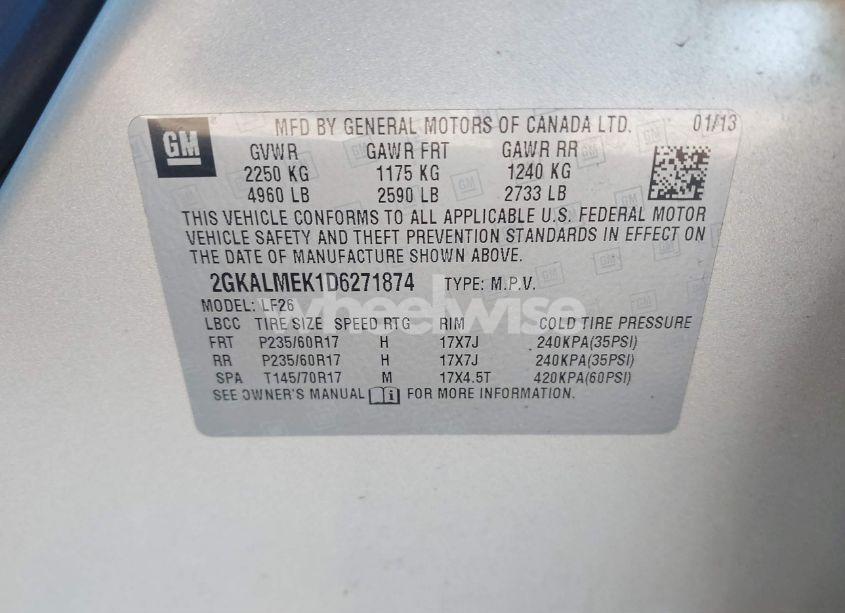 GM
MFD BY GENERAL MOTORS OF CANADA LTD. 01/13
GVWR GAWR FRT GAWR RR
2250 KG 1175 KG 1240 KG
4960 LB 2590 LB 2733 LB
THIS VEHICLE CONFORMS TO ALL APPLICABLE U.S. FEDERAL MOTOR
VEHICLE SAFETY AND THEFT PREVENTION STANDARDS IN EFFECT ON
THE DATE OF MANUFACTURE SHOWN ABOVE.
2GKALMEK1D6271874 TYPE: M.P.V.
MODEL: LF26
wheelwise
LBCC TIRE SIZE SPEED RTG RIM COLD TIRE PRESSURE
FRT P235/60R17 H 17X7J 240KPA(35PSI)
RR P235/60R17 H 17X7J 240KPA(35PSI)
SPA T145/70R17 M 17X4.5T 420KPA(60PSI)
SEE OWNER'S MANUAL FOR MORE INFORMATION.